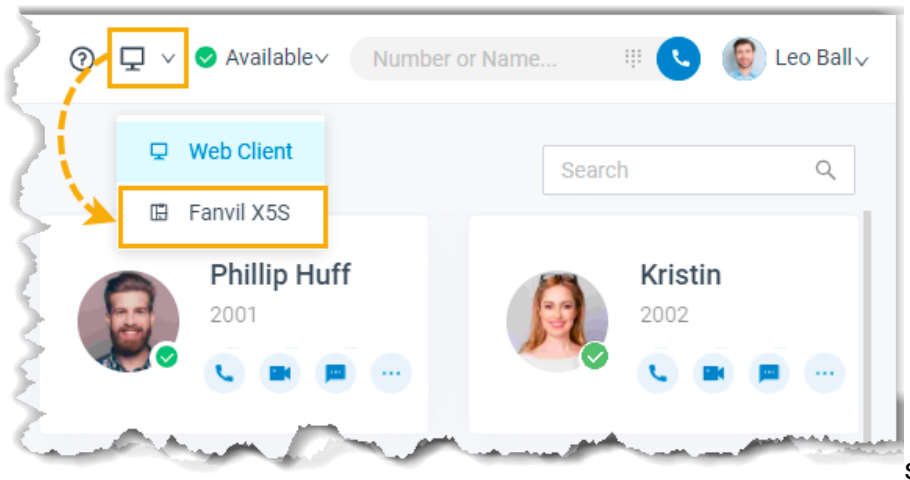 Available
Number or Name...
Leo Ball
Web Client
Search
Fanvil X5S
Phillip Huff
Kristin
2001
2002